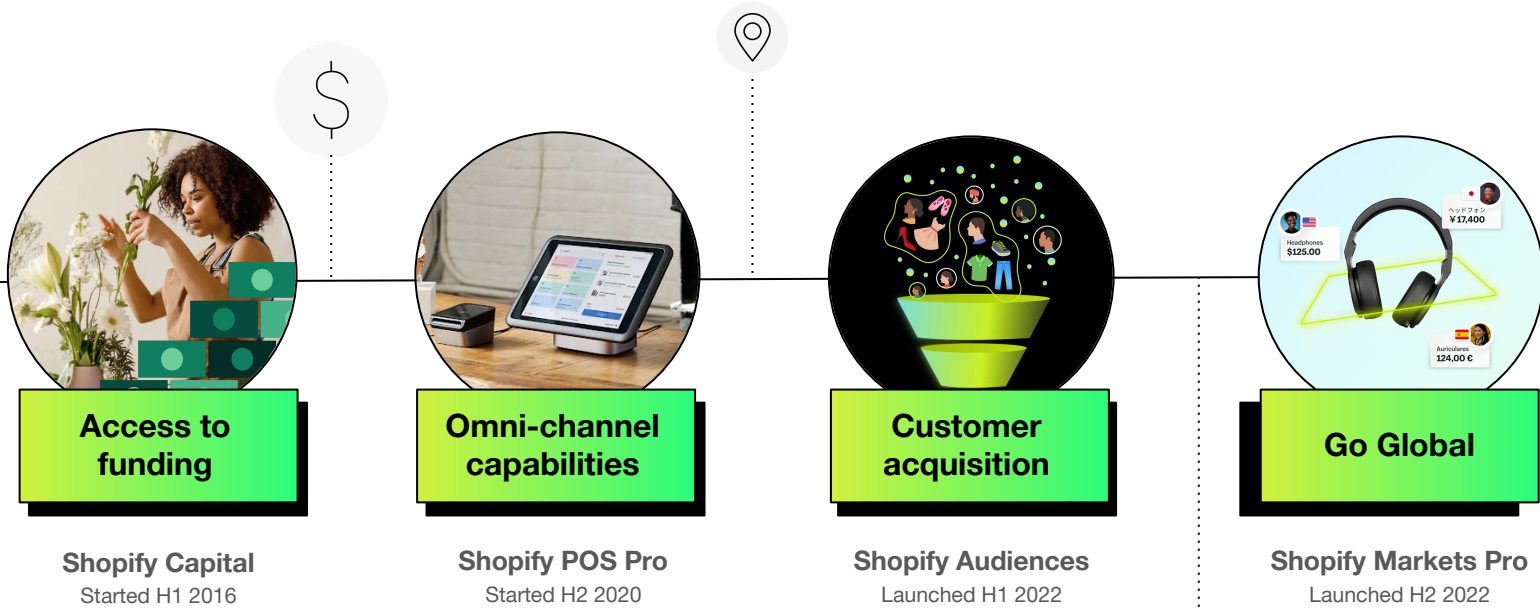 $
ヘッドフォン
¥17,400
Headphones
$125.00
Auriculares
124,00 €
Access to
funding
Omni-channel
capabilities
Customer
acquisition
Go Global
Shopify Capital
Started H1 2016
Shopify POS Pro
Started H2 2020
Shopify Audiences
Launched H1 2022
Shopify Markets Pro
Launched H2 2022